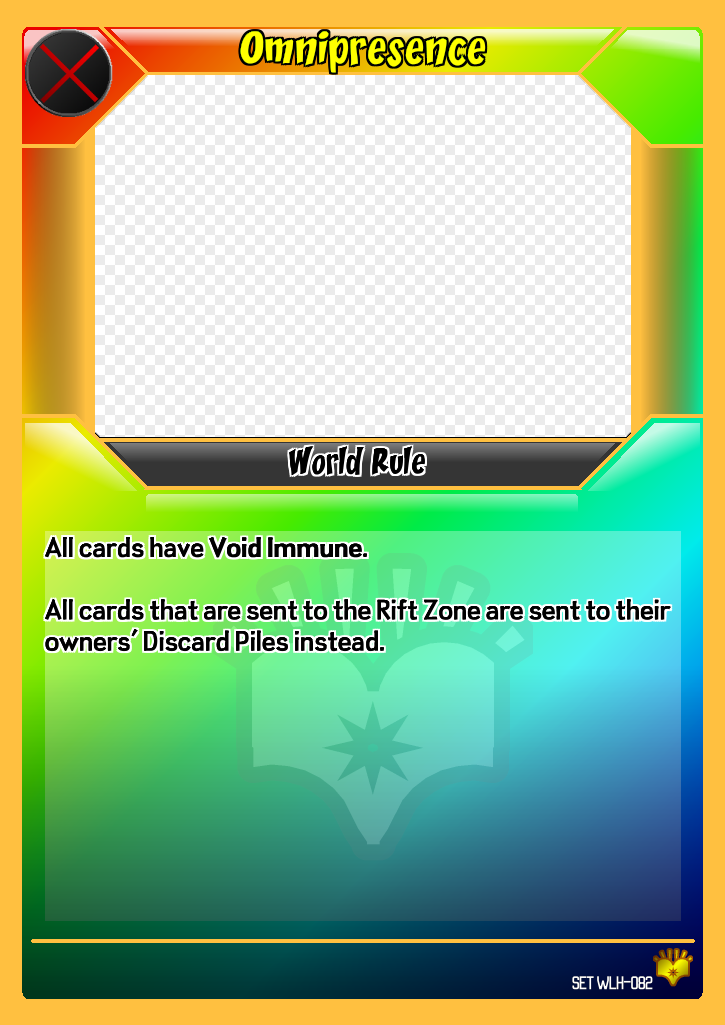 Omnipresence
World Rule
All cards have Void Immune.
All cards that are sent to the Rift Zone are sent to their
owners' Discard Piles instead.
SET WLH-082